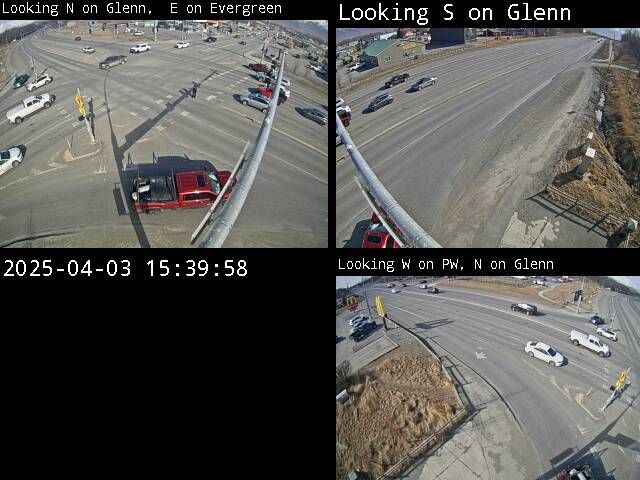 Looking N on Glenn,  E on Evergreen
Looking S on Glenn
2025-04-03 15:39:58
Looking W on PW, N on Glenn